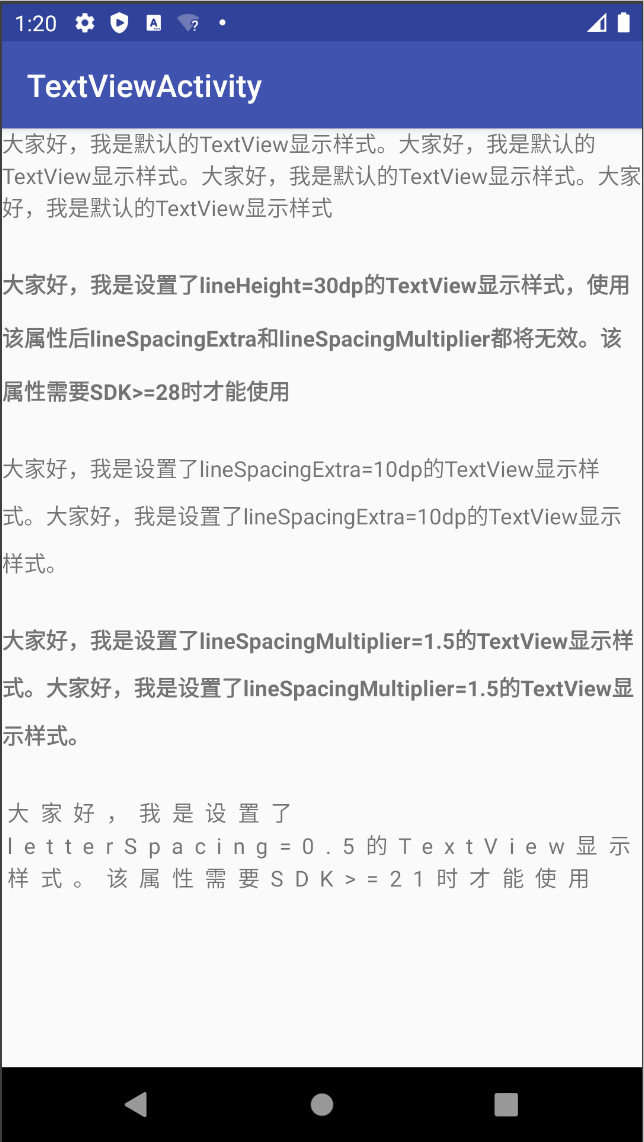 1:20
A
?
TextViewActivity
大家好，我是默认的TextView显示样式。大家好，我是默认的
TextView显示样式。大家好，我是默认的TextView显示样式。大家
好，我是默认的TextView显示样式
大家好，我是设置了lineHeight=30dp的TextView显示样式，使用
该属性后lineSpacingExtra和lineSpacingMultiplier都将无效。该
属性需要SDK>=28时才能使用
大家好，我是设置了lineSpacingExtra=10dp的TextView显示样
式。大家好，我是设置了lineSpacingExtra=10dp的TextView显示
样式。
大家好，我是设置了lineSpacingMultiplier=1.5的TextView显示样
式。大家好，我是设置了lineSpacingMultiplier=1.5的TextView显
示样式。
大家好，我是设置了
letterSpacing=0.5的TextView显示
样式。该属性需要SDK>=21时才能使用